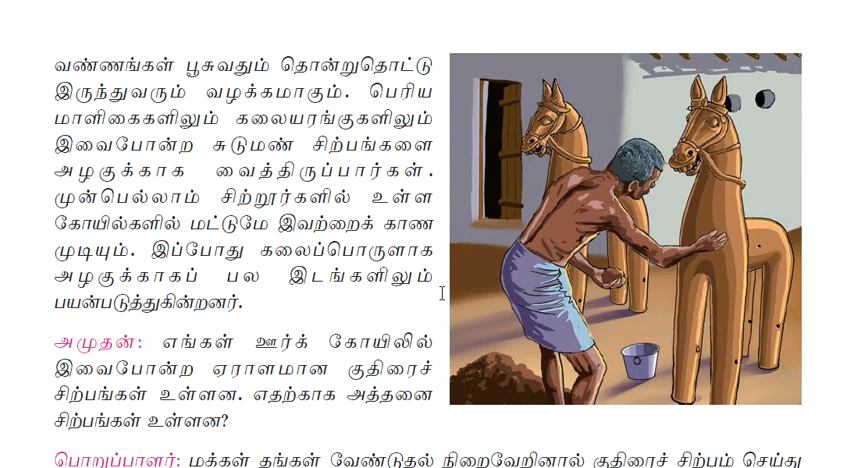 வண்ணங்கள் பூசுவதும் தொன்றுதொட்டு
இருந்துவரும் வழக்கமாகும். பெரிய
மாளிகைகளிலும் கலையரங்குகளிலும்
இவைபோன்ற சுடுமண் சிற்பங்களை
அழகுக்காக வைத்திருப்பார்கள்.
முன்பெல்லாம் சிற்றூர்களில் உள்ள
கோயில்களில் மட்டுமே இவற்றைக் காண
முடியும். இப்போது கலைப்பொருளாக
அழகுக்காகப் பல இடங்களிலும்
பயன்படுத்துகின்றனர்.
அமுதன்: எங்கள் ஊர்க் கோயிலில்
இவைபோன்ற ஏராளமான குதிரைச்
சிற்பங்கள் உள்ளன. எதற்காக அத்தனை
சிற்பங்கள் உள்ளன?
பொறுப்பாளர்: மக்கள் தங்கள் வேண்டுதல் நிறைவேறினால் குதிரைச் சிற்பம் செய்து